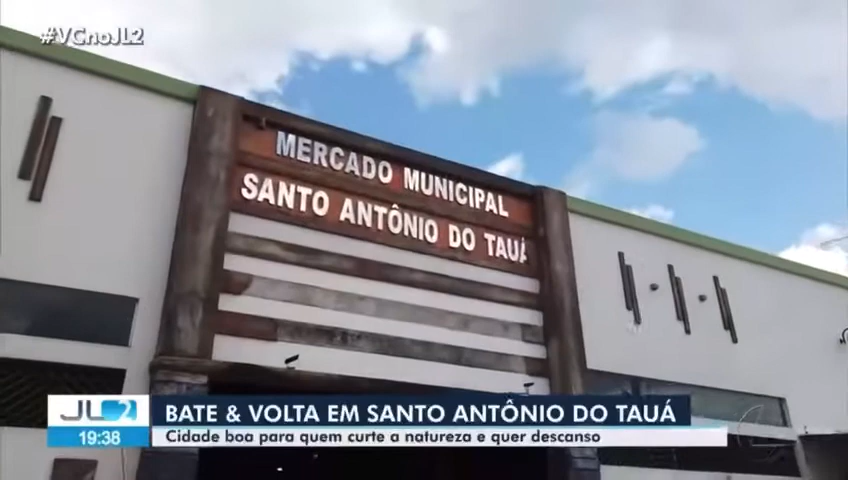 #VCnoJL2
MERCADO MUNICIPAL
SANTO ANTÔNIO DO TAUÁ
JL2
BATE & VOLTA EM SANTO ANTÔNIO DO TAUÁ
19:38
Cidade boa para quem curte a natureza e quer descanso